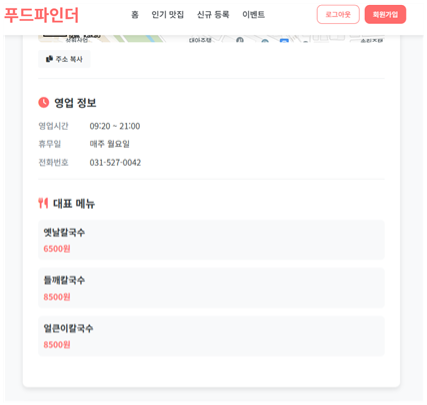 푸드파인더
홈 인기 맛집 신규 등록 이벤트
로그아웃 회원가입
주소 복사
영업 정보
영업시간 09:20 ~ 21:00
휴무일 매주 월요일
전화번호 031-527-0042
대표 메뉴
옛날칼국수
6500원
들깨칼국수
8500원
얼큰이칼국수
8500원